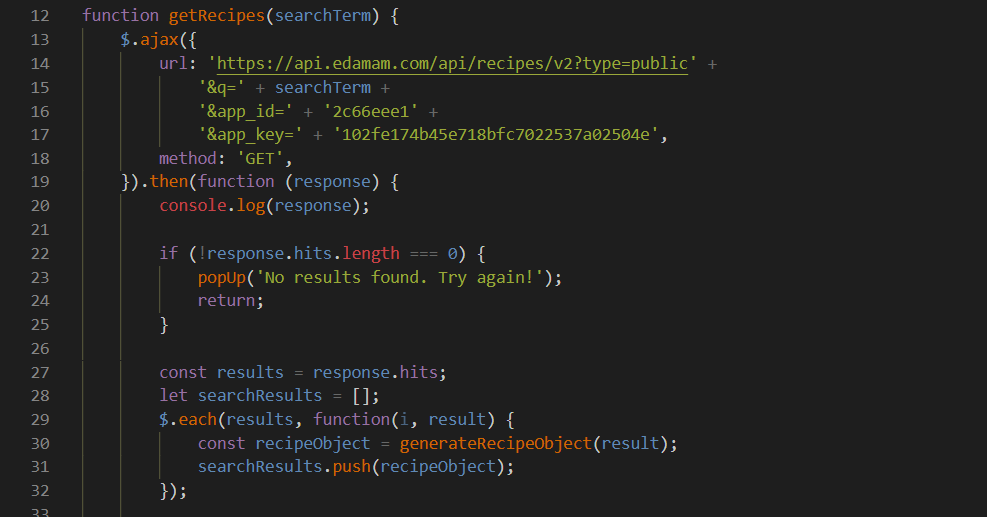 12 function getRecipes(searchTerm) {
13 $.ajax({
14 url: 'https://api.edamam.com/api/recipes/v2?type=public' +
15 '&q=' + searchTerm +
16 '&app_id=' + '2c66eee1' +
17 '&app_key=' + '102fe174b45e718bfc7022537a02504e',
18 method: 'GET',
19 }).then(function (response) {
20 console.log(response);
21
22 if (!response.hits.length === 0) {
23 popUp('No results found. Try again!');
24 return;
25 }
26
27 const results = response.hits;
28 let searchResults = [];
29 $.each(results, function(i, result) {
30 const recipeObject = generateRecipeObject(result);
31 searchResults.push(recipeObject);
32 });
33